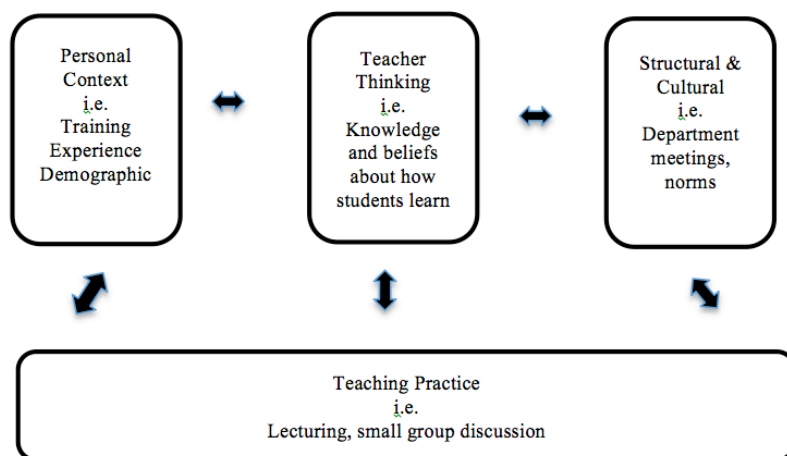 Personal
Context
i.e.
Training
Experience
Demographic
Teacher
Thinking
i.e.
Knowledge
and beliefs
about how
students learn
Structural &
Cultural
i.e.
Department
meetings,
norms
Teaching Practice
i.e.
Lecturing, small group discussion